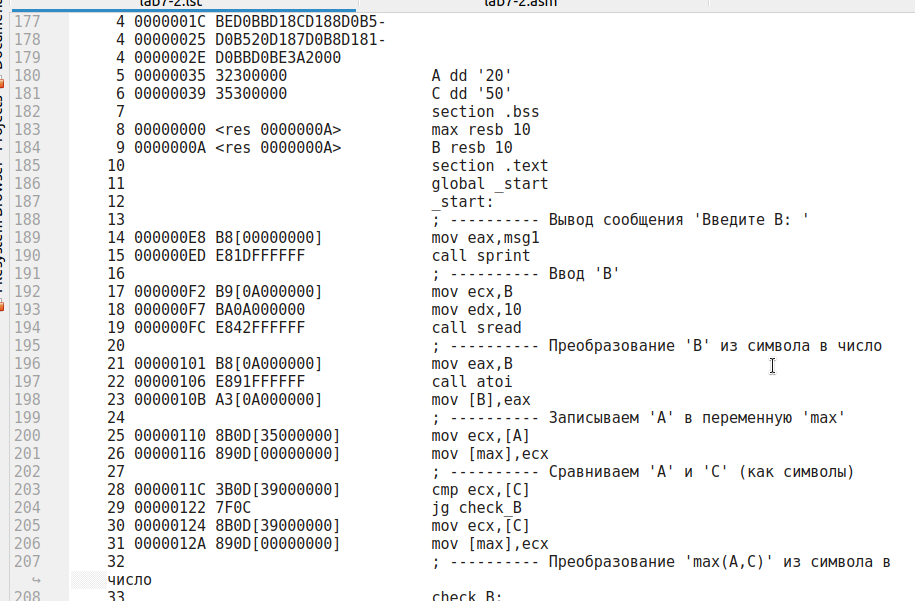 lab7-2.lst lab7-2.asm
177 4 0000001C BED0BBD18CD188D0B5-
178 4 00000025 D0B520D187D0B8D181-
179 4 0000002E D0BBD0BE3A2000
180 5 00000035 32300000 A dd '20'
181 6 00000039 35300000 C dd '50'
182 7 section .bss
183 8 00000000 <res 0000000A> max resb 10
184 9 0000000A <res 0000000A> B resb 10
185 10 section .text
186 11 global _start
187 12 _start:
188 13 ; ---------- Вывод сообщения 'Введите B: '
189 14 000000E8 B8[00000000] mov eax,msg1
190 15 000000ED E81DFFFFFF call sprint
191 16 ; ---------- Ввод 'B'
192 17 000000F2 B9[0A000000] mov ecx,B
193 18 000000F7 BA0A000000 mov edx,10
194 19 000000FC E842FFFFFF call sread
195 20 ; ---------- Преобразование 'B' из символа в число
196 21 00000101 B8[0A000000] mov eax,B
197 22 00000106 E891FFFFFF call atoi
198 23 0000010B A3[0A000000] mov [B],eax
199 24 ; ---------- Записываем 'A' в переменную 'max'
200 25 00000110 8B0D[35000000] mov ecx,[A]
201 26 00000116 890D[00000000] mov [max],ecx
202 27 ; ---------- Сравниваем 'A' и 'C' (как символы)
203 28 0000011C 3B0D[39000000] cmp ecx,[C]
204 29 00000122 7F0C jg check_B
205 30 00000124 8B0D[39000000] mov ecx,[C]
206 31 0000012A 890D[00000000] mov [max],ecx
207 32 ; ---------- Преобразование 'max(A,C)' из символа в
↪ число
208 33 check_B:
Projects